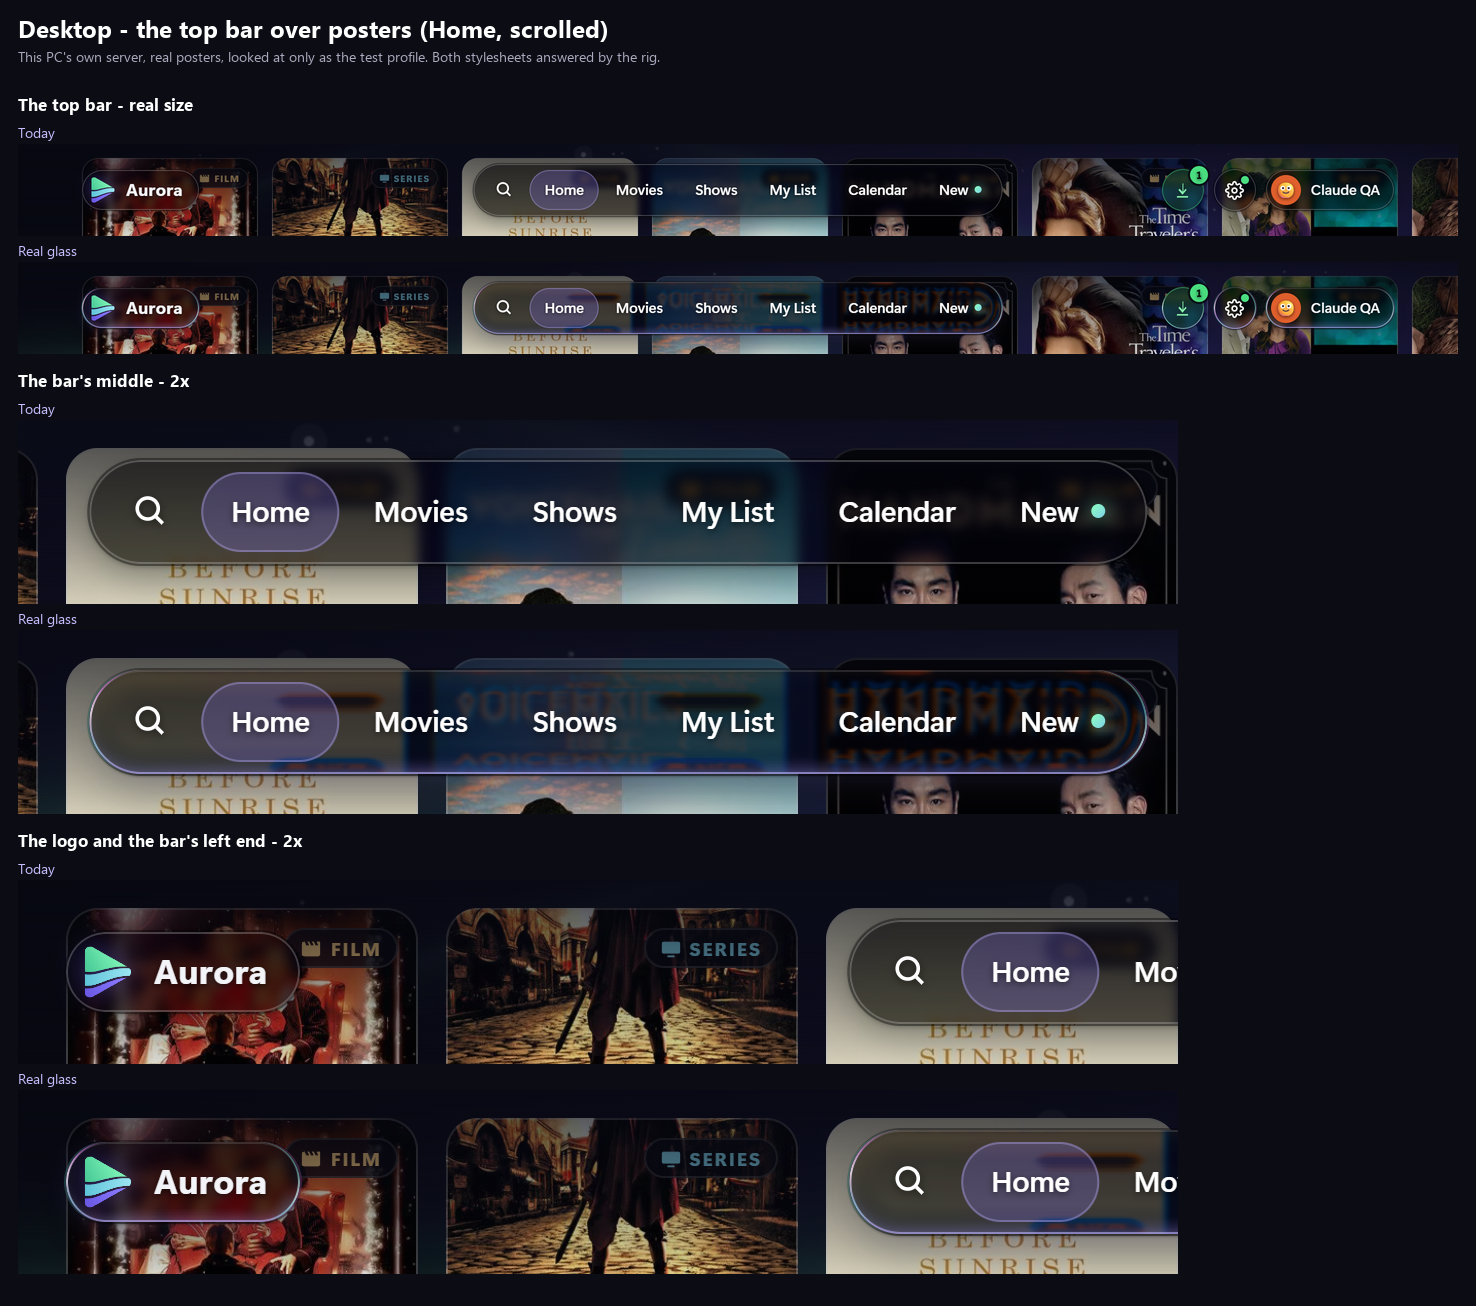 Desktop - the top bar over posters (Home, scrolled)
This PC's own server, real posters, looked at only as the test profile. Both stylesheets answered by the rig.
The top bar - real size
Today
Aurora FILM SERIES Home Movies Shows My List Calendar New 1 Claude QA
BEFORE
SUNRISE
The Time
Traveler's
Real glass
Aurora FILM SERIES Home Movies Shows My List Calendar New 1 Claude QA
BEFORE
SUNRISE
The Time
Traveler's
The bar's middle - 2x
Today
Home Movies Shows My List Calendar New
BEFORE
SUNRISE
Real glass
Home Movies Shows My List Calendar New
BEFORE
SUNRISE
The logo and the bar's left end - 2x
Today
Aurora FILM SERIES Home Mo
BEFORE
SUNRISE
Real glass
Aurora FILM SERIES Home Mo
BEFORE
SUNRISE